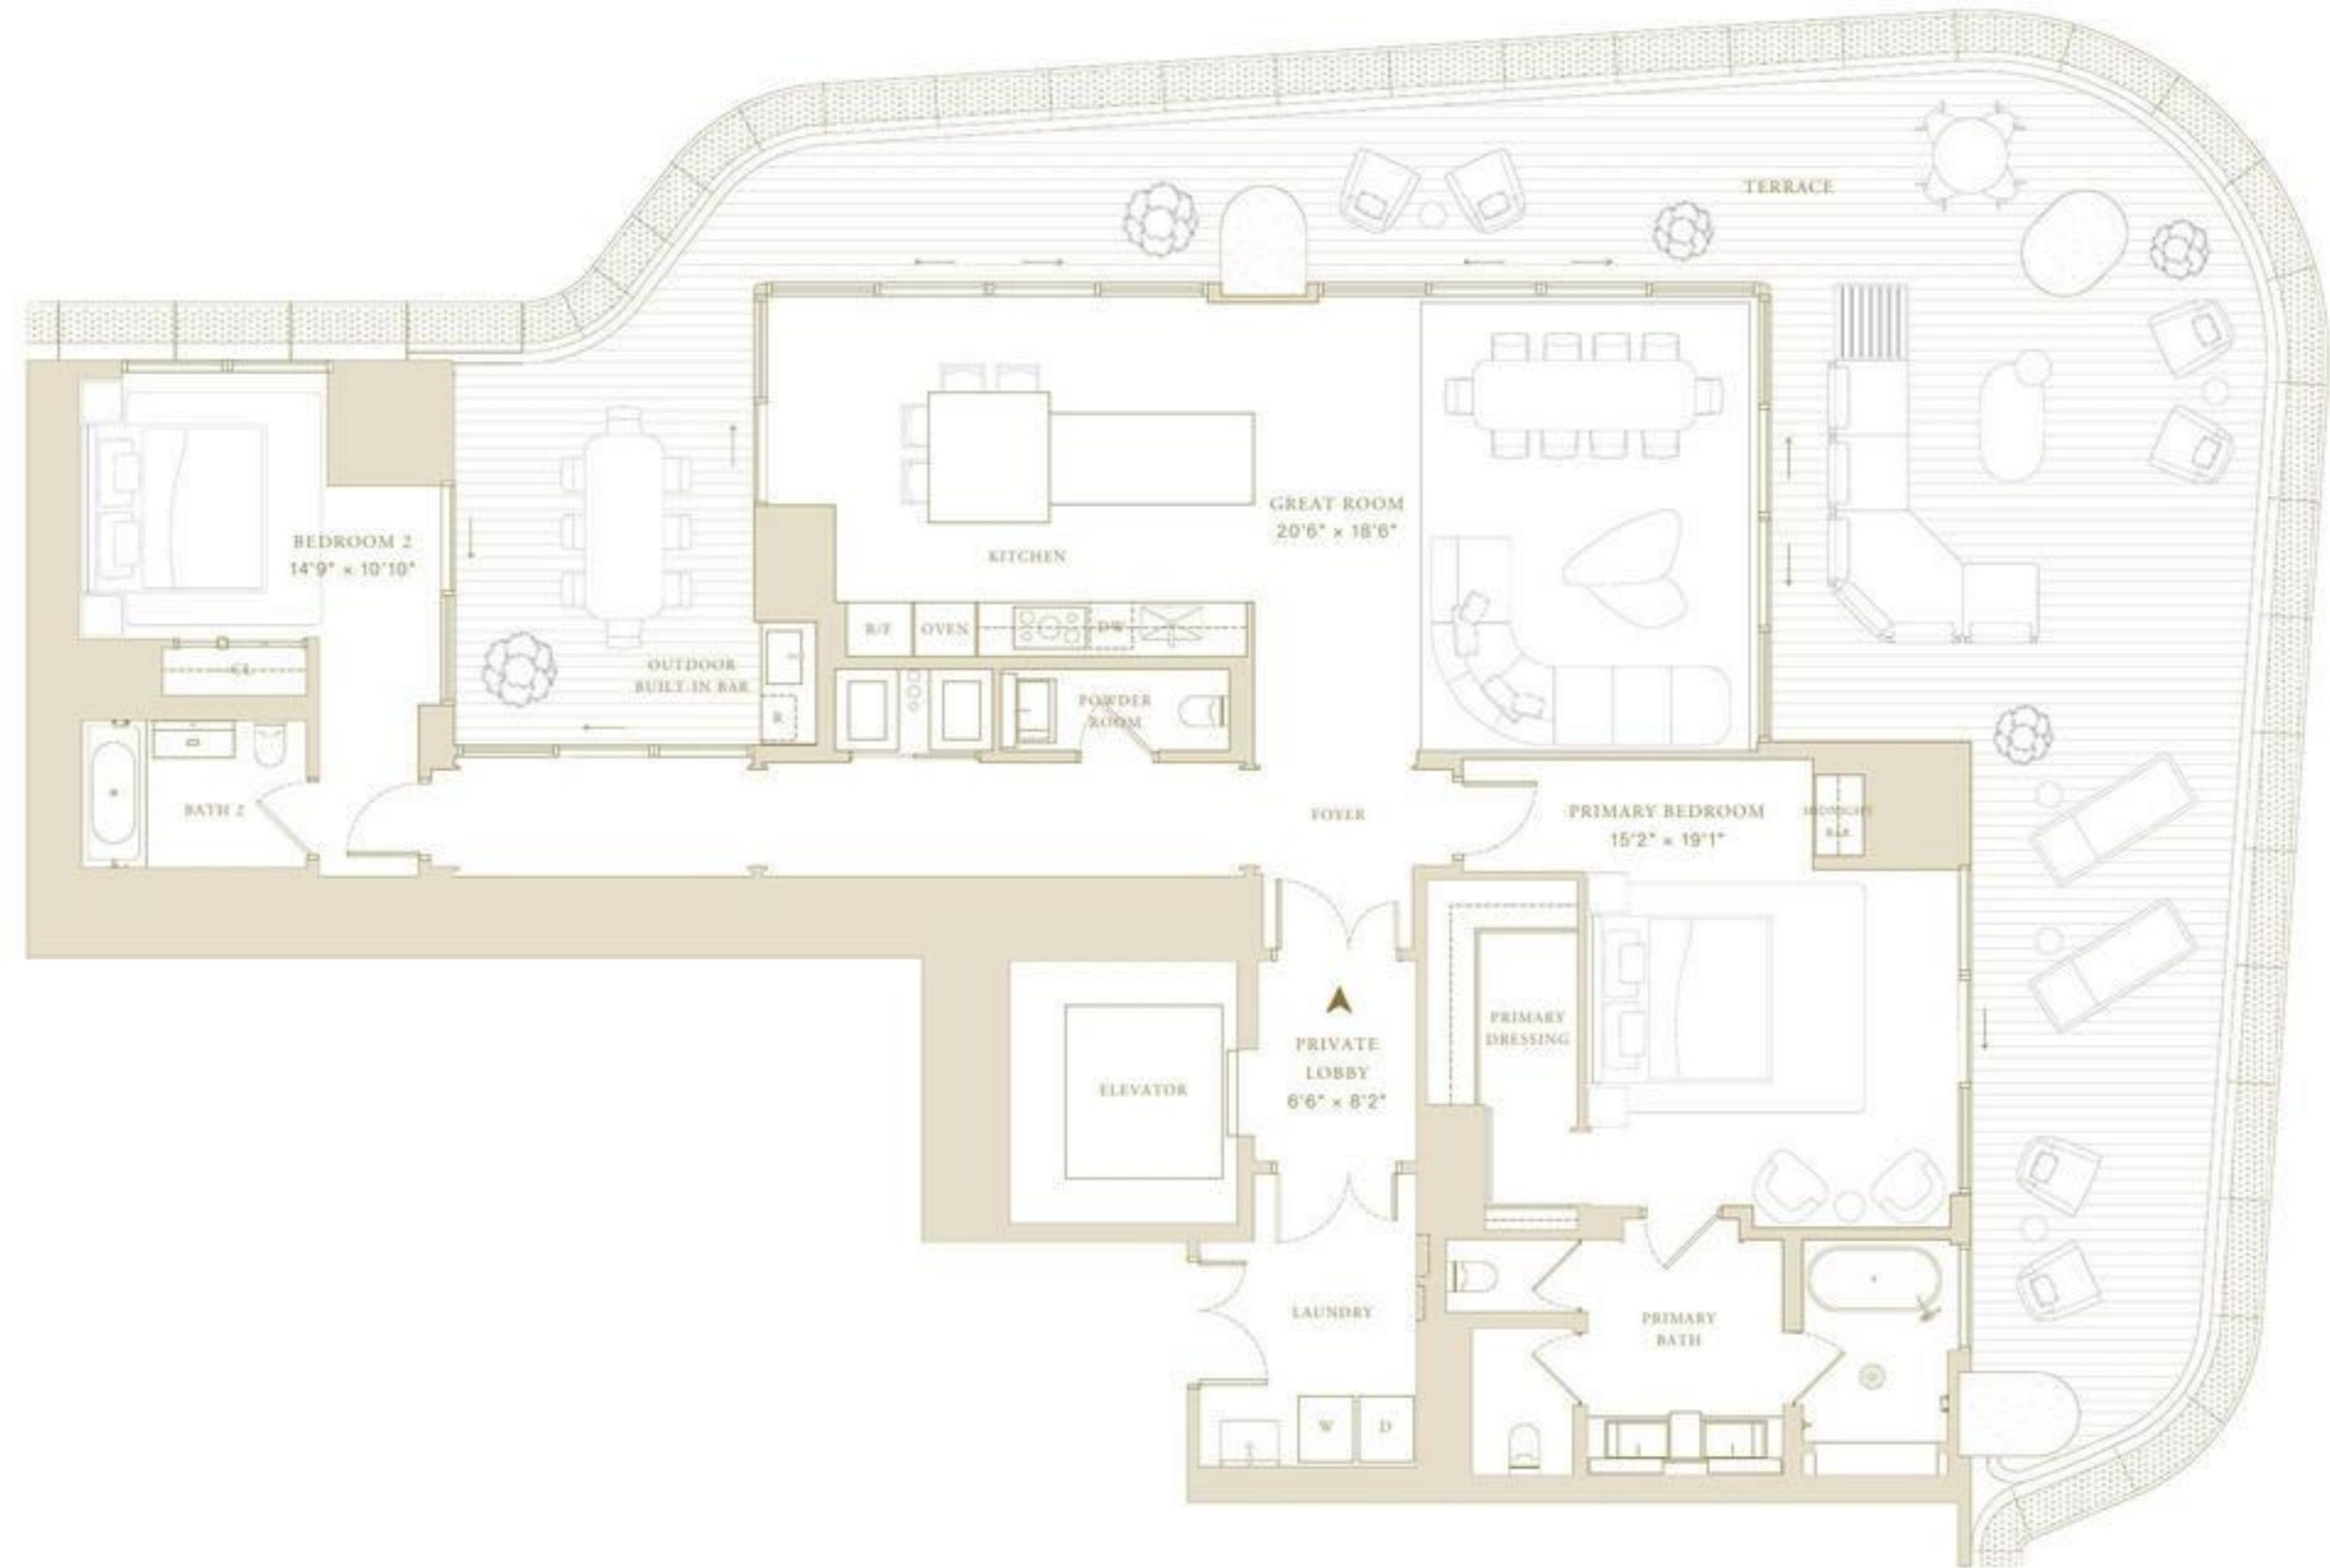 TERRACE
GREAT ROOM
20'6" × 18'6"
KITCHEN
BEDROOM 2
14'9" × 10'10"
R/F
OVEN
DW
CL
OUTDOOR
BUILT-IN BAR
R
POWDER
ROOM
BATH 2
FOYER
PRIMARY BEDROOM
15'2" × 19'1"
MIDNIGHT
BAR
PRIMARY
DRESSING
PRIVATE
LOBBY
6'6" × 8'2"
ELEVATOR
LAUNDRY
PRIMARY
BATH
W
D